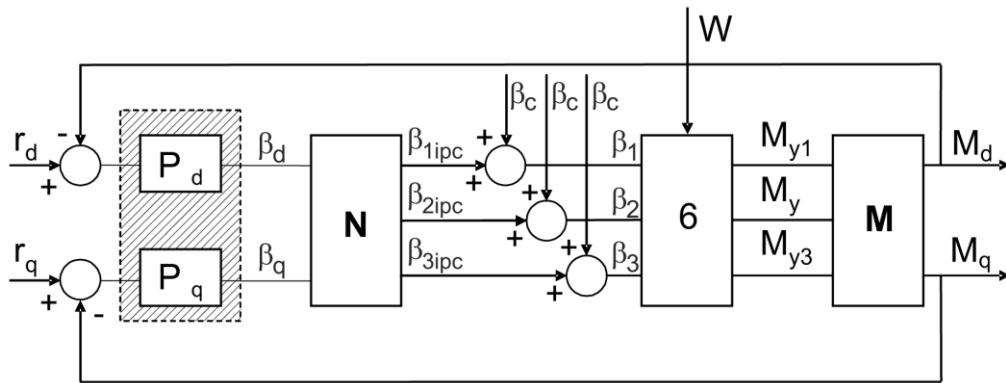 W
β_c β_c β_c
r_d - + P_d β_d β_1ipc + + β_1 M_y1 M_d
N β_2ipc + + β_2 6 M_y M
r_q + - P_q β_q β_3ipc + + β_3 M_y3 M_q